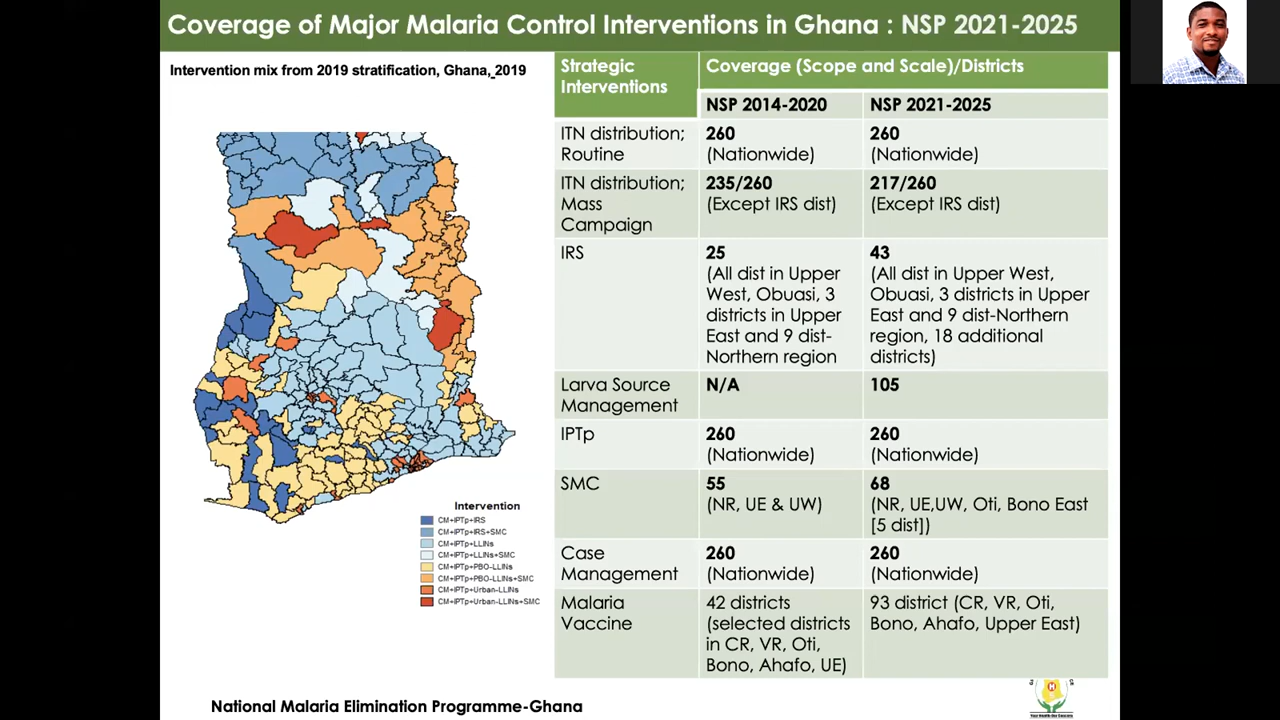 Coverage of Major Malaria Control Interventions in Ghana : NSP 2021-2025
Intervention mix from 2019 stratification, Ghana, 2019
Intervention
CM+IPTp+IRS
CM+IPTp+IRS+SMC
CM+IPTp+LLINs
CM+IPTp+LLINs+SMC
CM+IPTp+PBO-LLINs
CM+IPTp+PBO-LLINs+SMC
CM+IPTp+Urban-LLINs
CM+IPTp+Urban-LLINs+SMC
Strategic
Interventions
Coverage (Scope and Scale)/Districts
NSP 2014-2020
NSP 2021-2025
ITN distribution;
Routine
260
(Nationwide)
260
(Nationwide)
ITN distribution;
Mass
Campaign
235/260
(Except IRS dist)
217/260
(Except IRS dist)
IRS
25
(All dist in Upper
West, Obuasi, 3
districts in Upper
East and 9 dist-
Northern region
43
(All dist in Upper West,
Obuasi, 3 districts in Upper
East and 9 dist-Northern
region, 18 additional
districts)
Larva Source
Management
N/A
105
IPTp
260
(Nationwide)
260
(Nationwide)
SMC
55
(NR, UE & UW)
68
(NR, UE,UW, Oti, Bono East
[5 dist])
Case
Management
260
(Nationwide)
260
(Nationwide)
Malaria
Vaccine
42 districts
(selected districts
in CR, VR, Oti,
Bono, Ahafo, UE)
93 district (CR, VR, Oti,
Bono, Ahafo, Upper East)
National Malaria Elimination Programme-Ghana